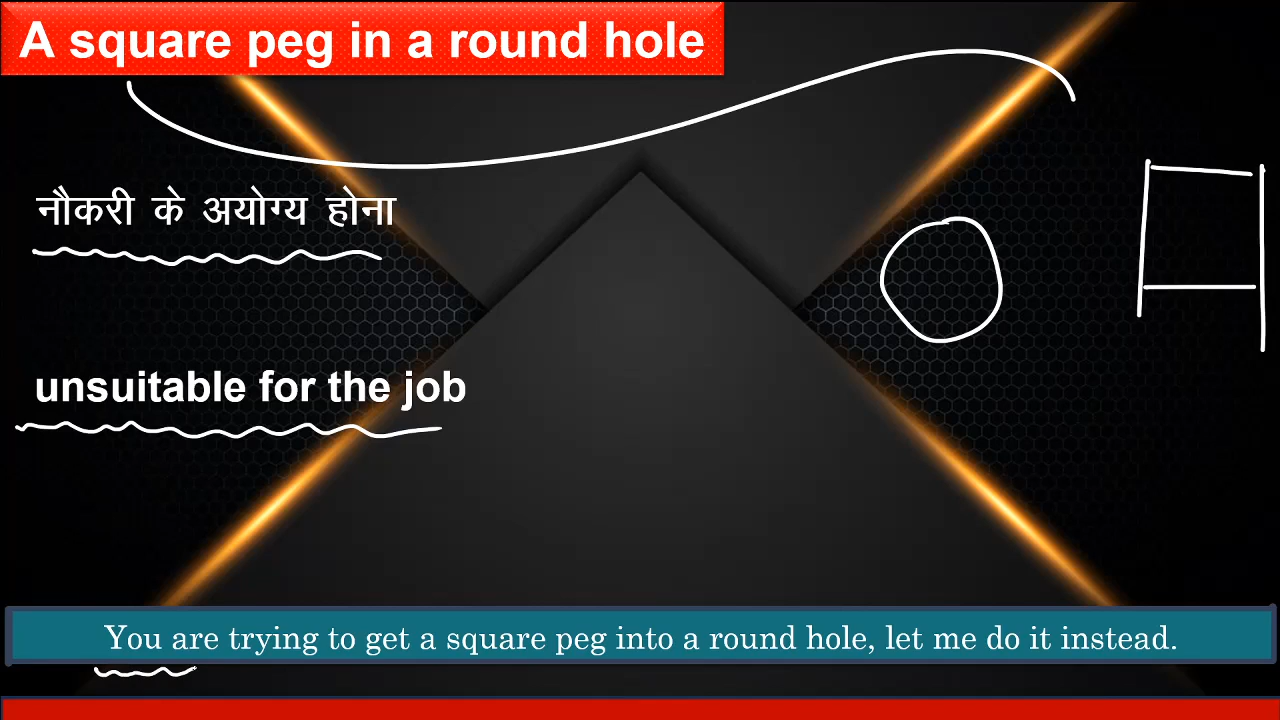 A square peg in a round hole
नौकरी के अयोग्य होना
unsuitable for the job
You are trying to get a square peg into a round hole, let me do it instead.